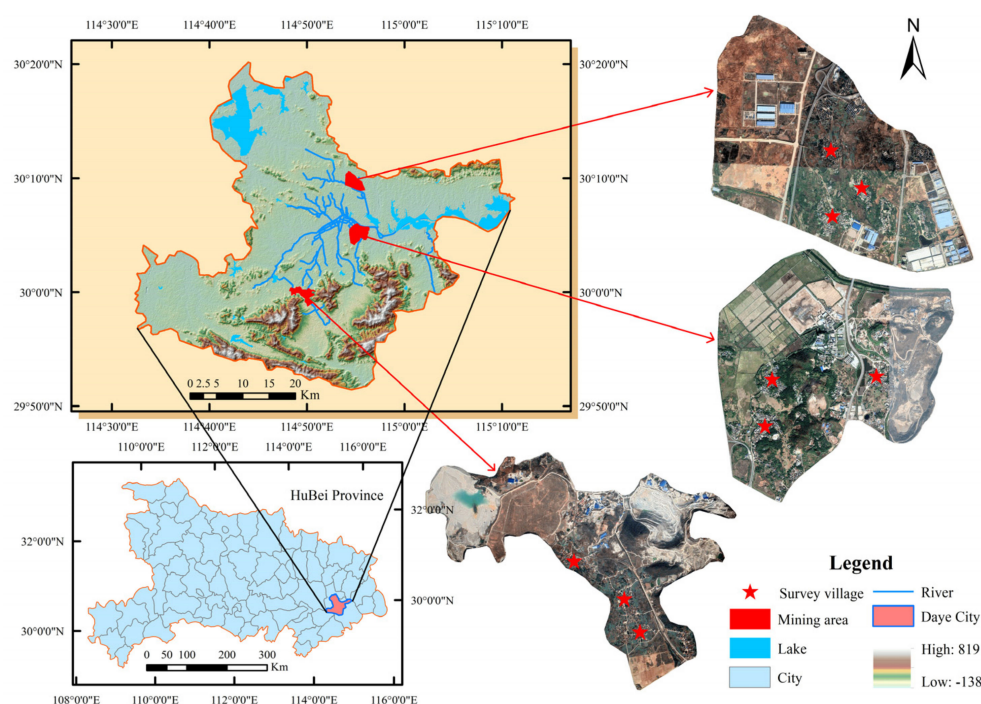 114°30'0"E 114°40'0"E 114°50'0"E 115°0'0"E 115°10'0"E
30°20'0"N 30°20'0"N
30°10'0"N 30°10'0"N
30°0'0"N 30°0'0"N
29°50'0"N 29°50'0"N
0 2.5 5 10 15 20
Km
114°30'0"E 114°40'0"E 114°50'0"E 115°0'0"E 115°10'0"E
N
110°0'0"E 112°0'0"E 114°0'0"E 116°0'0"E
HuBei Province
32°0'0"N 32°0'0"N
30°0'0"N 30°0'0"N
0 50 100 200 300
Km
108°0'0"E 110°0'0"E 112°0'0"E 114°0'0"E 116°0'0"E
Legend
Survey village River
Mining area Daye City
Lake High: 819
City Low: -138